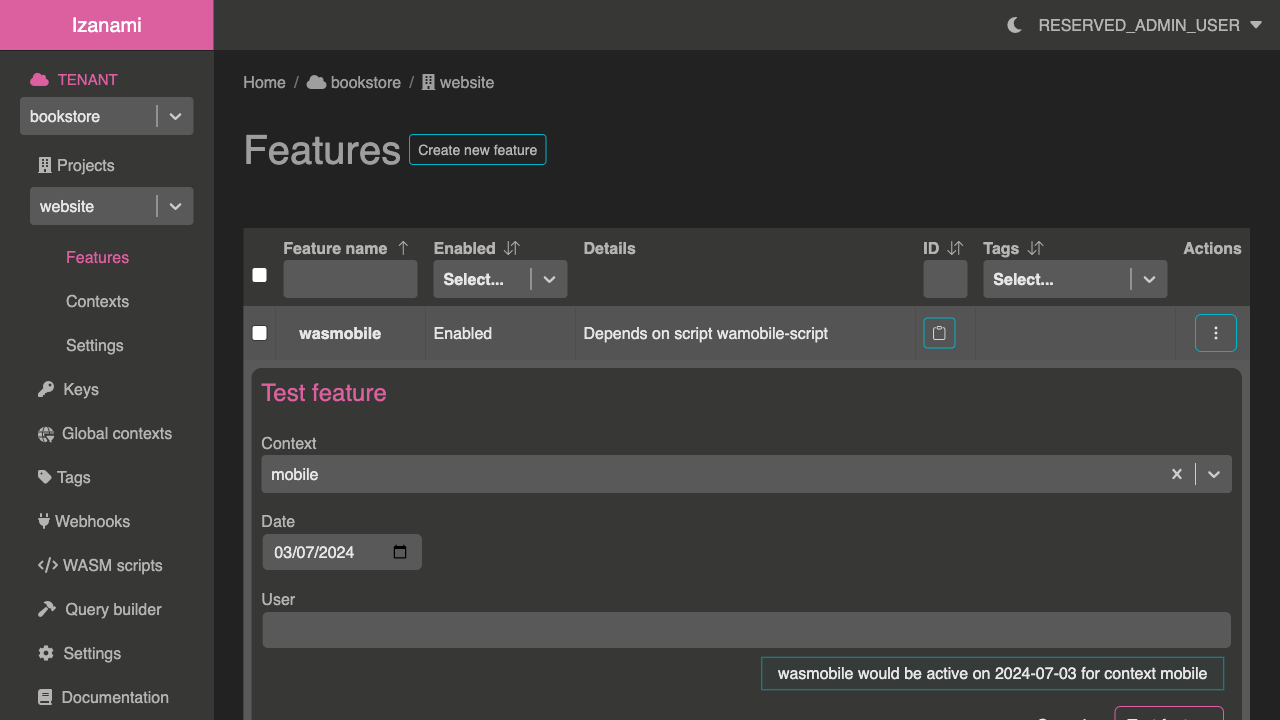 Izanami
RESERVED_ADMIN_USER
TENANT
bookstore
Projects
website
Features
Contexts
Settings
Keys
Global contexts
Tags
Webhooks
WASM scripts
Query builder
Settings
Documentation
Home / bookstore / website
Features Create new feature
Feature name Enabled Details ID Tags Actions
Select... Select...
wasmobile Enabled Depends on script wamobile-script
Test feature
Context
mobile
Date
03/07/2024
User
wasmobile would be active on 2024-07-03 for context mobile